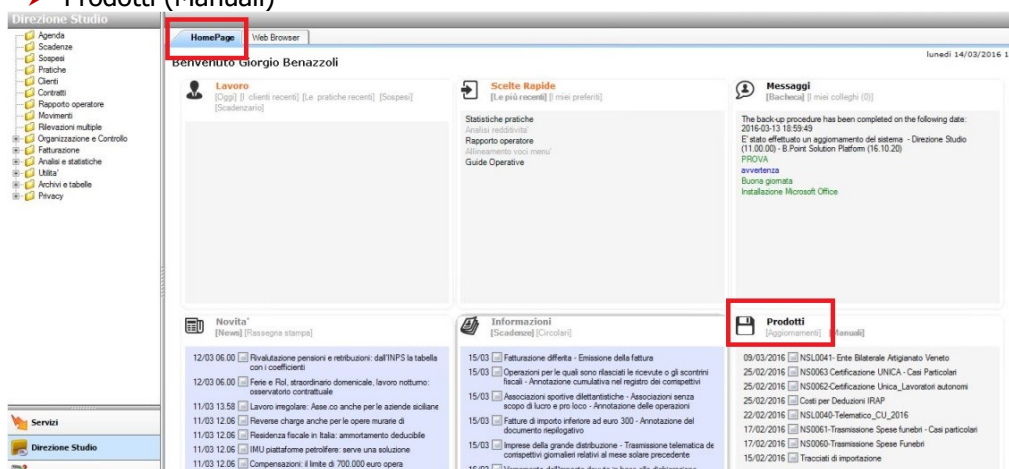 ➤ Prodotti (Manuali)
Direzione Studio
Agenda
Scadenze
Sospesi
Pratiche
Clienti
Contratti
Rapporto operatore
Movimenti
Rilevazioni multiple
Organizzazione e Controllo
Fatturazione
Analisi e statistiche
Utilita'
Archivi e tabelle
Privacy
Servizi
Direzione Studio
HomePage Web Browser
Benvenuto Giorgio Benazzoli
lunedì 14/03/2016 1
Lavoro
[Oggi] [I clienti recenti] [Le pratiche recenti] [Sospesi]
[Scadenzario]
Scelte Rapide
[Le più recenti] [I miei preferiti]
Statistiche pratiche
Analisi redditivita'
Rapporto operatore
Allineamento voci menu'
Guide Operative
Messaggi
[Bacheca] [I miei colleghi (0)]
The back-up procedure has been completed on the following date:
2016-03-13 18:59:49
E' stato effettuato un aggiornamento del sistema - Direzione Studio
(11.00.00) - B.Point Solution Platform (16.10.20)
PROVA
avvertenza
Buona giornata
Installazione Microsoft Office
Novita'
[News] [Rassegna stampa]
12/03 06.00 Rivalutazione pensioni e retribuzioni: dall'INPS la tabella
con i coefficienti
12/03 06.00 Ferie e Rol, straordinario domenicale, lavoro notturno:
osservatorio contrattuale
11/03 13.58 Lavoro irregolare: Asse.co anche per le aziende siciliane
11/03 12.06 Reverse charge anche per le opere murarie di
11/03 12.06 Residenza fiscale in Italia: ammortamento deducibile
11/03 12.06 IMU piattaforme petrolifere: serve una soluzione
11/03 12.06 Compensazioni: il limite di 700.000 euro opera
Informazioni
[Scadenze] [Circolari]
15/03 Fatturazione differita - Emissione della fattura
15/03 Operazioni per le quali sono rilasciati le ricevute o gli scontrini
fiscali - Annotazione cumulativa nel registro dei corrispettivi
15/03 Associazioni sportive dilettantistiche - Associazioni senza
scopo di lucro e pro loco - Annotazione delle operazioni
15/03 Fatture di importo inferiore ad euro 300 - Annotazione del
documento riepilogativo
15/03 Imprese della grande distribuzione - Trasmissione telematica dei
corrispettivi giornalieri relativi al mese solare precedente
Prodotti
[Aggiornamenti] [Manuali]
09/03/2016 NSL0041- Ente Bilaterale Artigianato Veneto
25/02/2016 NS0063 Certificazione UNICA - Casi Particolari
25/02/2016 NS0062-Certificazione Unica_Lavoratori autonomi
25/02/2016 Costi per Deduzioni IRAP
22/02/2016 NSL0040-Telematico_CU_2016
17/02/2016 NS0061-Trasmissione Spese funebri - Casi particolari
17/02/2016 NS0060-Trasmissione Spese Funebri
15/02/2016 Tracciati di importazione